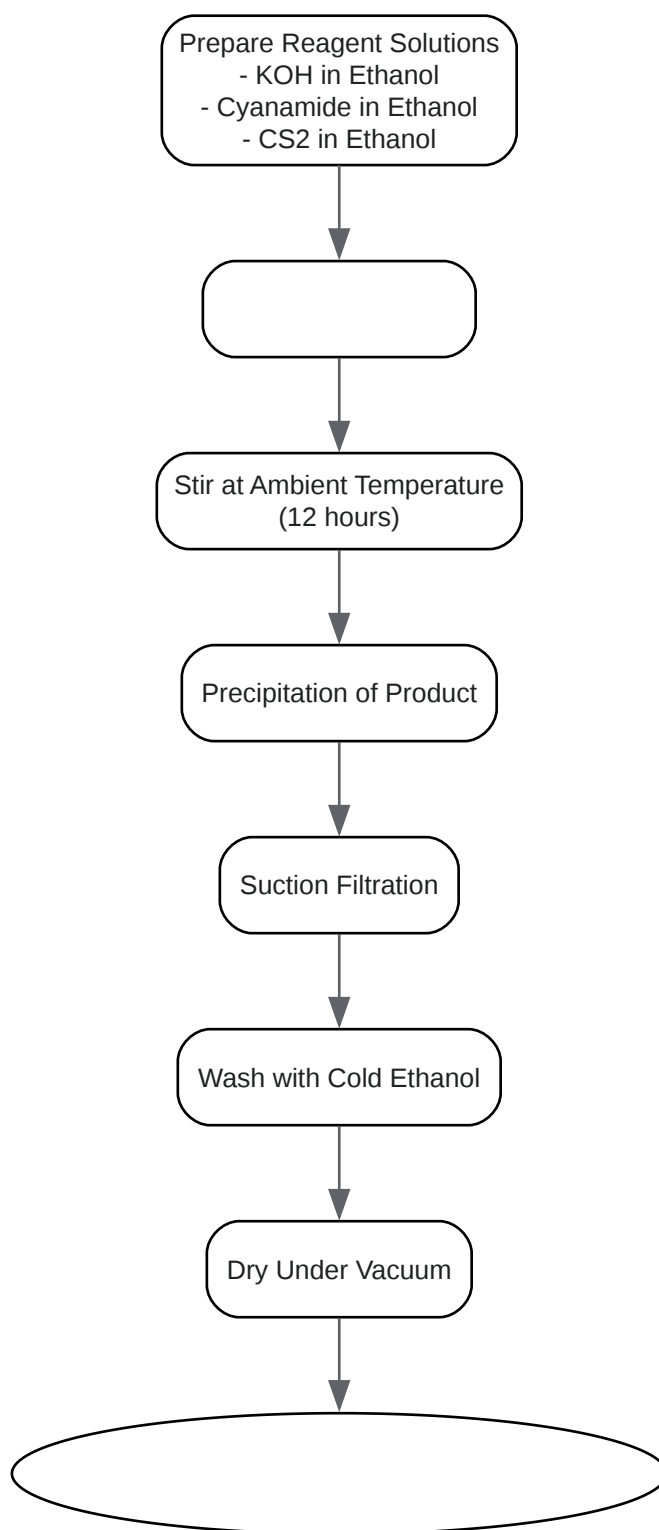 Prepare Reagent Solutions
- KOH in Ethanol
- Cyanamide in Ethanol
- CS2 in Ethanol
Stir at Ambient Temperature
(12 hours)
Precipitation of Product
Suction Filtration
Wash with Cold Ethanol
Dry Under Vacuum